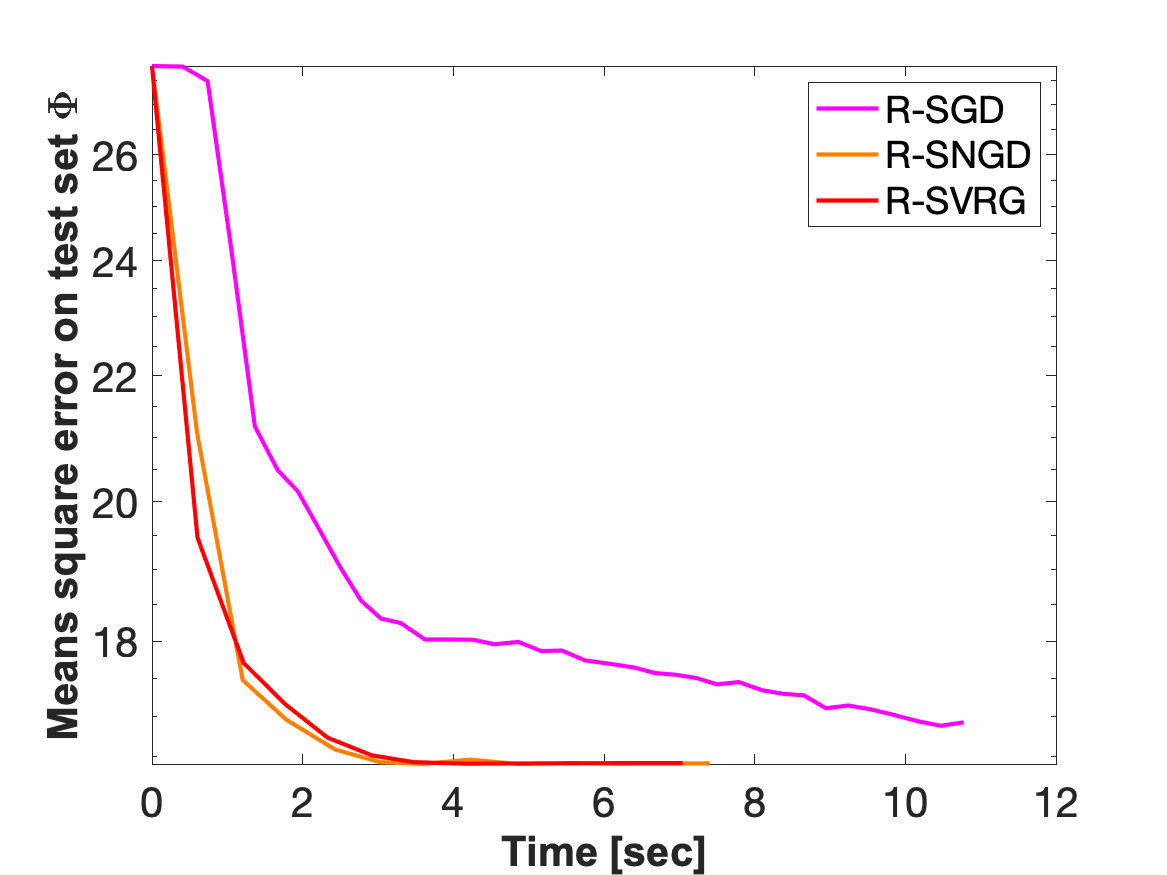 Means square error on test set Φ
26
24
22
20
18
0 2 4 6 8 10 12
Time [sec]
R-SGD
R-SNGD
R-SVRG